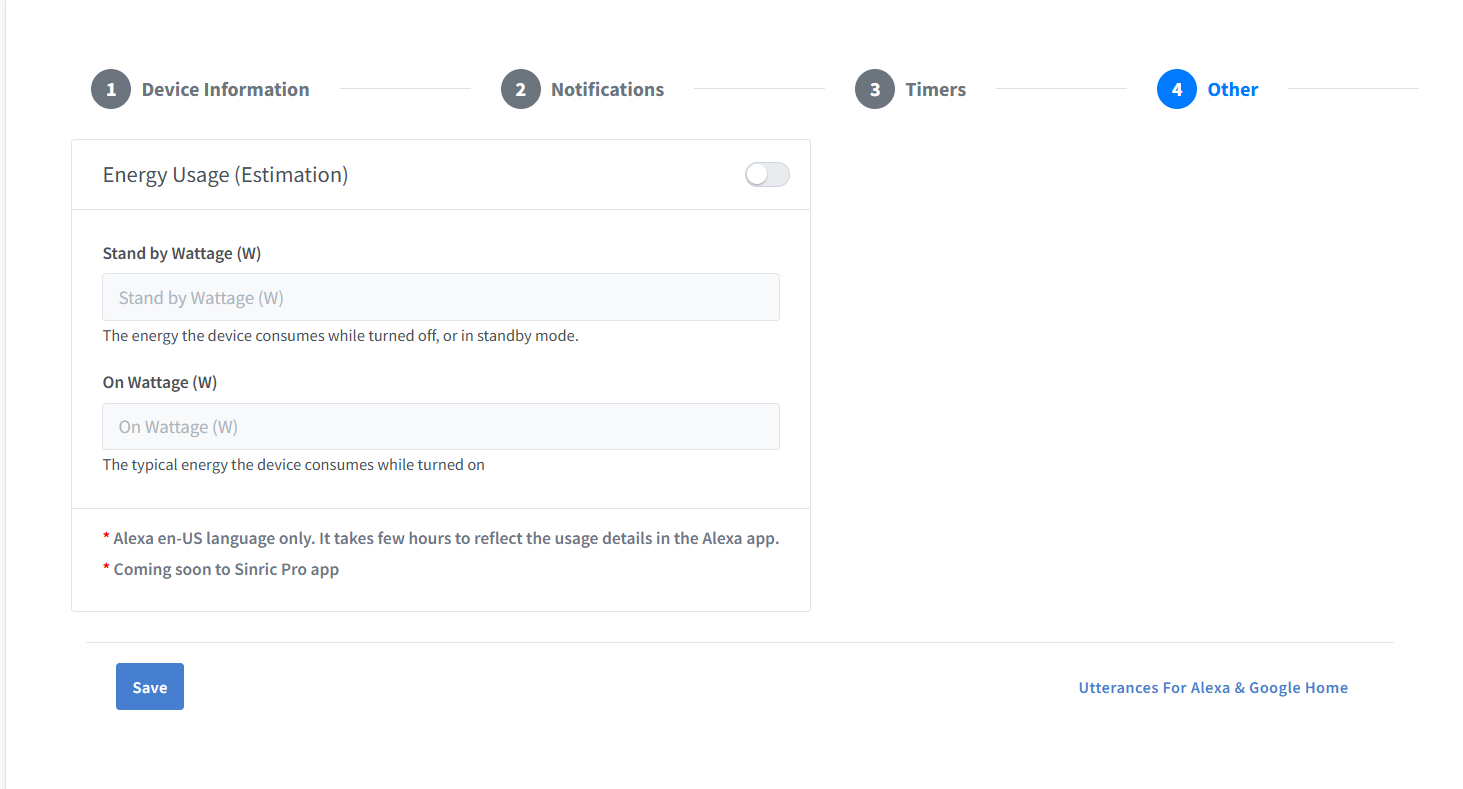 1 Device Information
2 Notifications
3 Timers
4 Other
Energy Usage (Estimation)
Stand by Wattage (W)
Stand by Wattage (W)
The energy the device consumes while turned off, or in standby mode.
On Wattage (W)
On Wattage (W)
The typical energy the device consumes while turned on
* Alexa en-US language only. It takes few hours to reflect the usage details in the Alexa app.
* Coming soon to Sinric Pro app
Save
Utterances For Alexa & Google Home